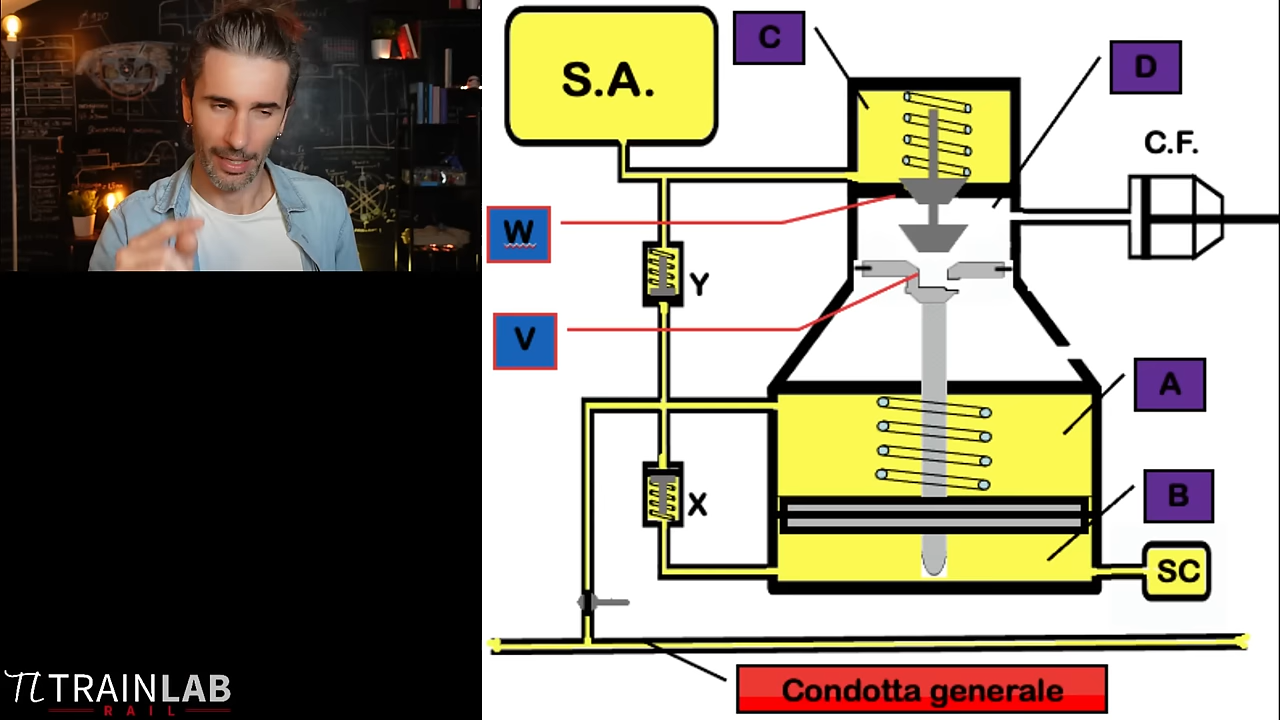 S.A.
C
D
C.F.
W
Y
V
A
B
X
SC
Condotta generale
TRAINLAB
RAIL